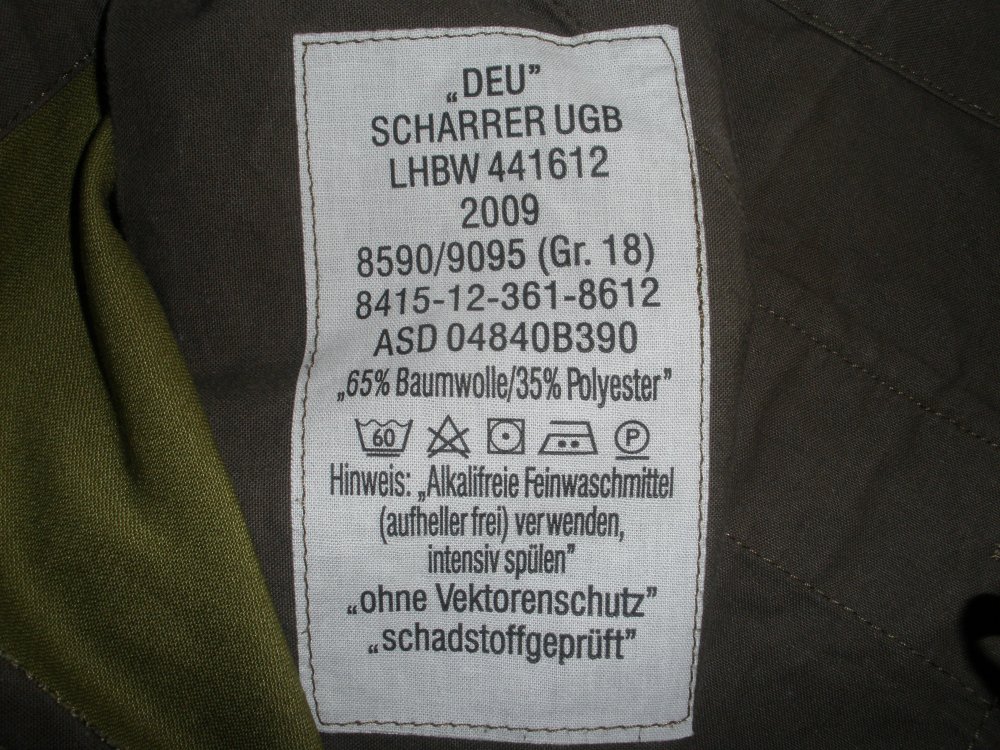 „DEU”
SCHARRER UGB
LHBW 441612
2009
8590/9095 (Gr. 18)
8415-12-361-8612
ASD 04840B390
„65% Baumwolle/35% Polyester”
60 P
Hinweis: „Alkalifreie Feinwaschmittel
(aufheller frei) verwenden,
intensiv spülen”
„ohne Vektorenschutz”
„schadstoffgeprüft”